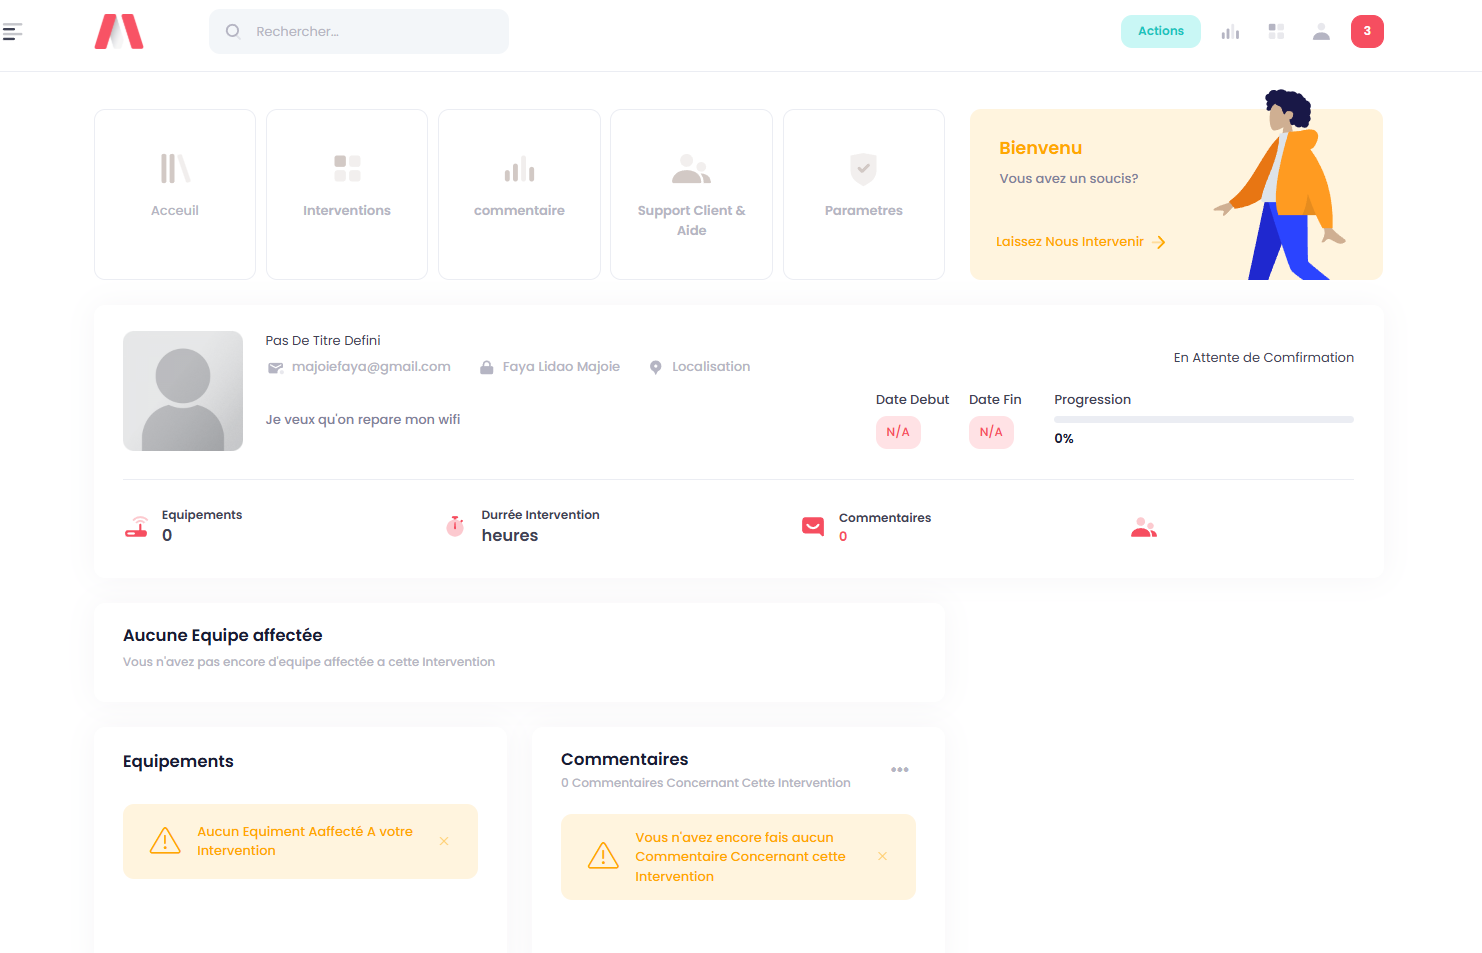 Rechercher...
Actions
3
Acceuil
Interventions
commentaire
Support Client &
Aide
Parametres
Bienvenu
Vous avez un soucis?
Laissez Nous Intervenir
Pas De Titre Defini
majoiefaya@gmail.com
Faya Lidao Majoie
Localisation
En Attente de Comfirmation
Je veux qu'on repare mon wifi
Date Debut
Date Fin
Progression
N/A
N/A
0%
Equipements
0
Durrée Intervention
heures
Commentaires
0
Aucune Equipe affectée
Vous n'avez pas encore d'equipe affectée a cette Intervention
Equipements
Aucun Equiment Aaffecté A votre
Intervention
Commentaires
0 Commentaires Concernant Cette Intervention
Vous n'avez encore fais aucun
Commentaire Concernant cette
Intervention